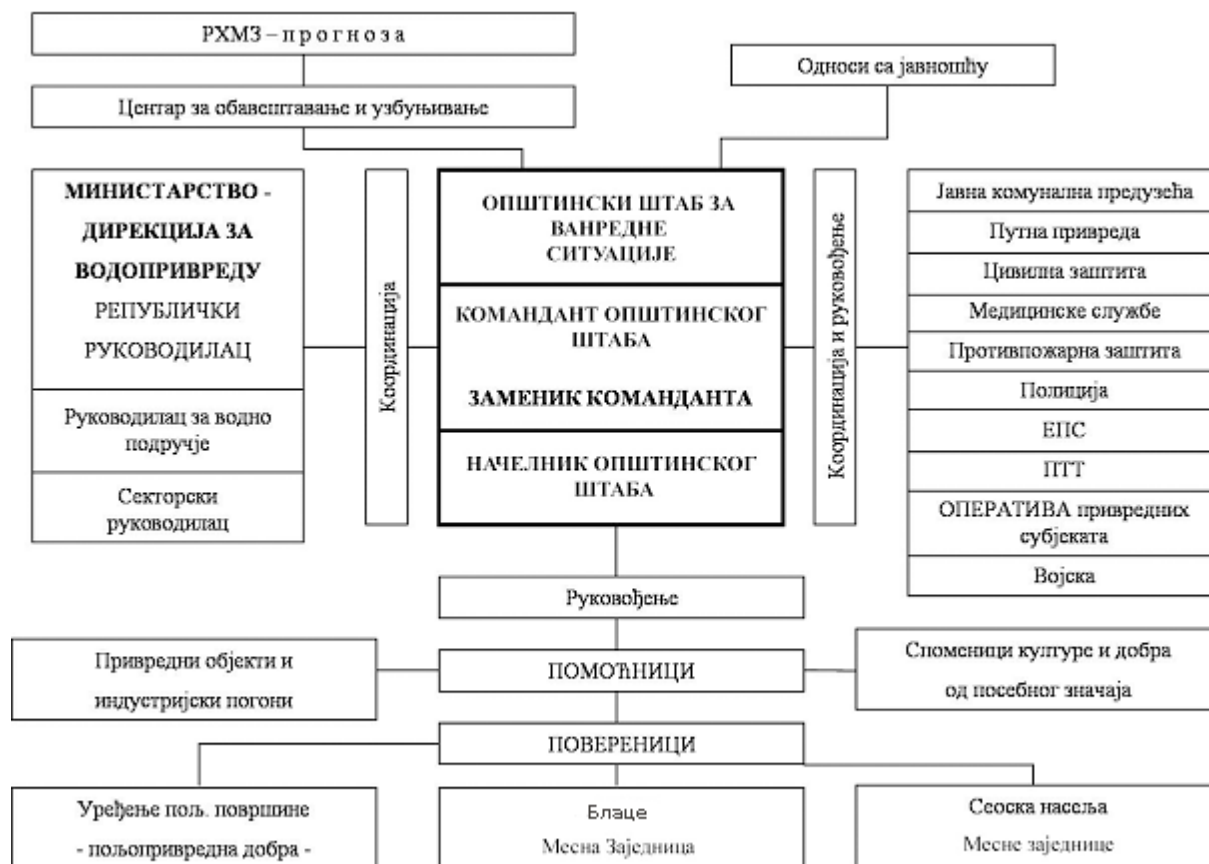 РХМЗ – п р о г н о з а
Односи са јавношћу
Центар за обавештавање и узбуњивање
МИНИСТАРСТВО -
ДИРЕКЦИЈА ЗА
ВОДОПРИВРЕДУ
РЕПУБЛИЧКИ
РУКОВОДИЛАЦ
Руководилац за водно
подручје
Секторски
руководилац
Координација
ОПШТИНСКИ ШТАБ ЗА
ВАНРЕДНЕ
СИТУАЦИЈЕ
КОМАНДАНТ ОПШТИНСКОГ
ШТАБА
ЗАМЕНИК КОМАНДАНТА
НАЧЕЛНИК ОПШТИНСКОГ
ШТАБА
Координација и руковођење
Јавна комунална предузећа
Путна привреда
Цивилна заштита
Медицинске службе
Противпожарна заштита
Полиција
ЕПС
ПТТ
ОПЕРАТИВА привредних
субјеката
Војска
Руковођење
Привредни објекти и
индустријски погони
ПОМОЋНИЦИ
Споменици културе и добра
од посебног значаја
ПОВЕРЕНИЦИ
Уређење пољ. површине
- пољопривредна добра -
Блаце
Месна Заједница
Сеоска насеља
Месне заједнице